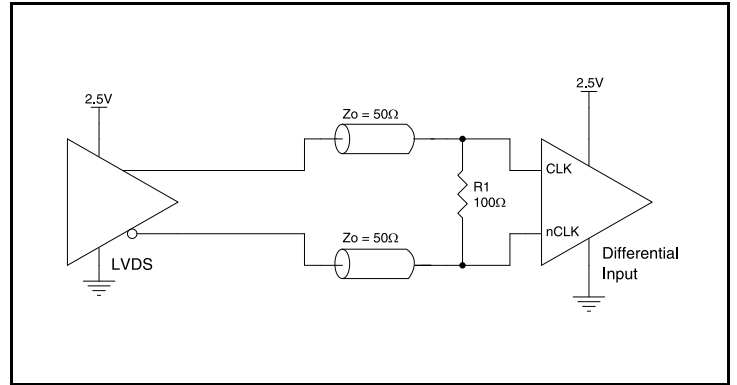 2.5V
2.5V
Zo = 50Ω
CLK
R1
100Ω
nCLK
Zo = 50Ω
LVDS
Differential
Input